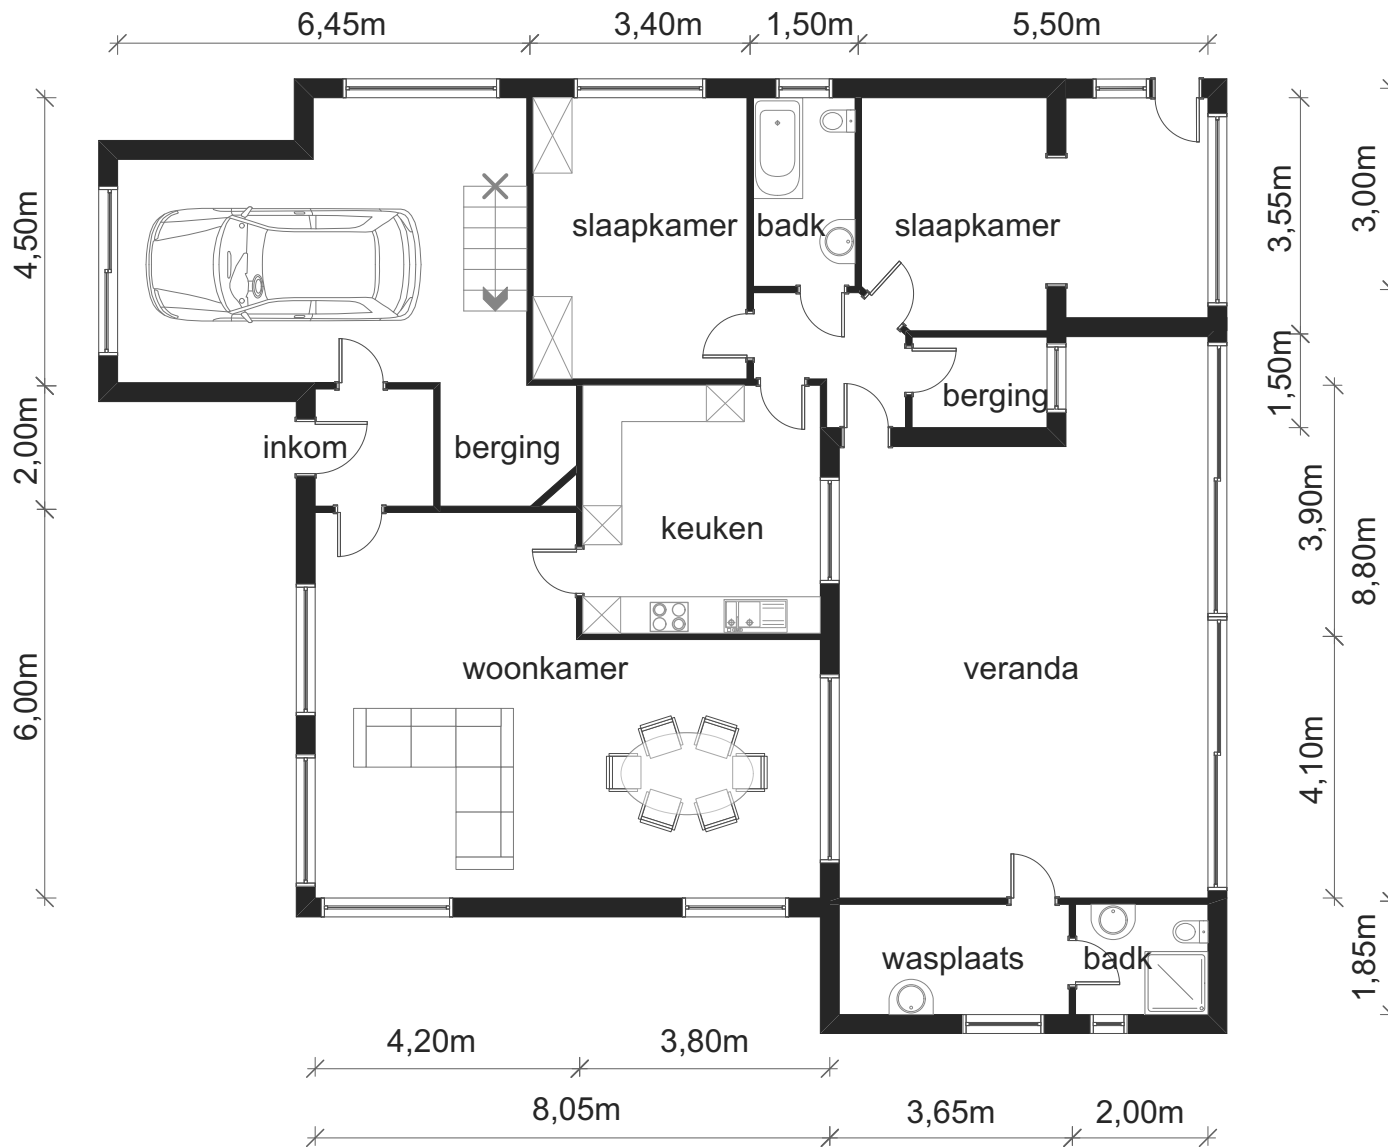 6,45m 3,40m 1,50m 5,50m
4,50m
2,00m
6,00m
slaapkamer badk slaapkamer
3,55m
3,00m
1,50m
berging
inkom berging
keuken
3,90m
8,80m
woonkamer veranda
4,10m
wasplaats badk
1,85m
4,20m 3,80m
8,05m 3,65m 2,00m